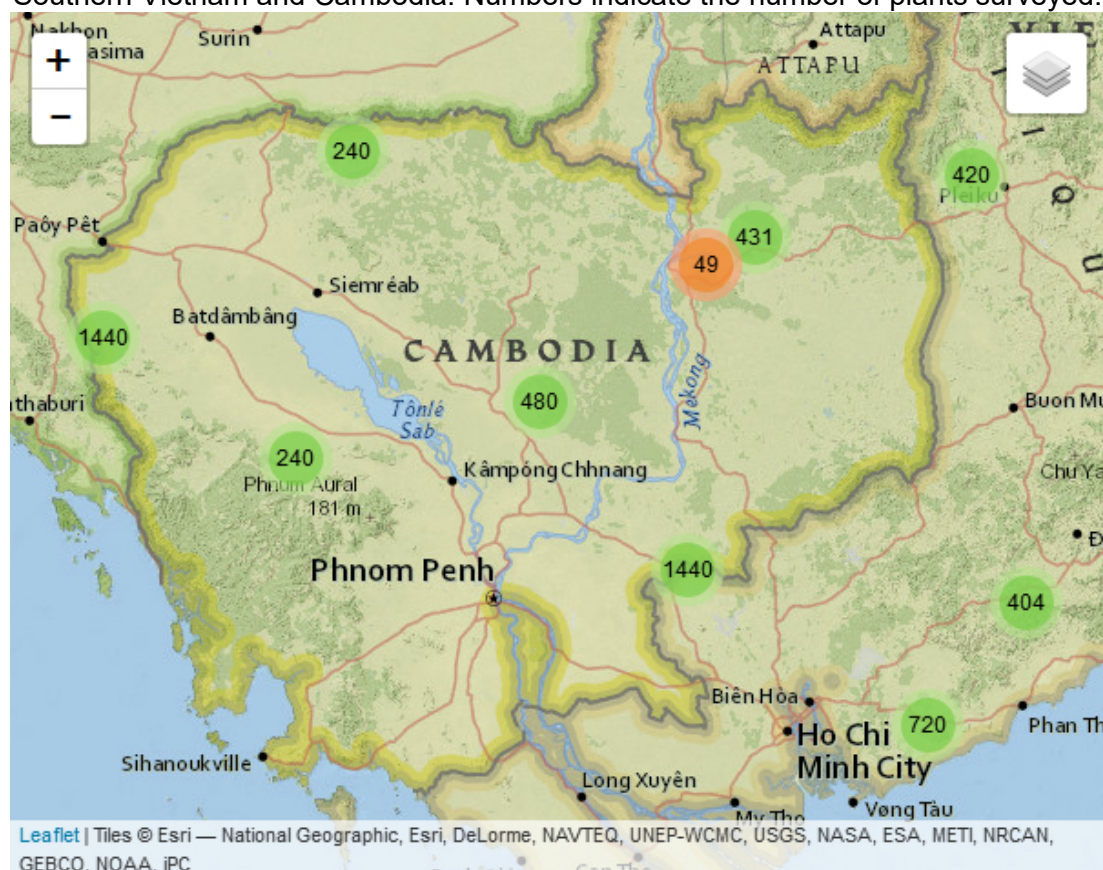 Southern Vietnam and Cambodia. Numbers indicate the number of plants surveyed.
Nakhon
asima
Surin
Attapu
ATTAPU
+
−
240
420
Pleiku
Paôy Pêt
431
49
Siemréab
Batdâmbâng
1440
CAMBODIA
Mekong
thaburi
480
Buon Mu
Tônlé
Sab
240
Phnum Aural
181 m
Kâmpóng Chhnang
Chu Ya
Phnom Penh
1440
404
Biên Hòa
720
Phan Th
Ho Chi
Minh City
Sihanoukville
Long Xuyên
My Tho
Vøng Tàu
Leaflet | Tiles © Esri — National Geographic, Esri, DeLorme, NAVTEQ, UNEP-WCMC, USGS, NASA, ESA, METI, NRCAN,
GEBCO, NOAA, iPC